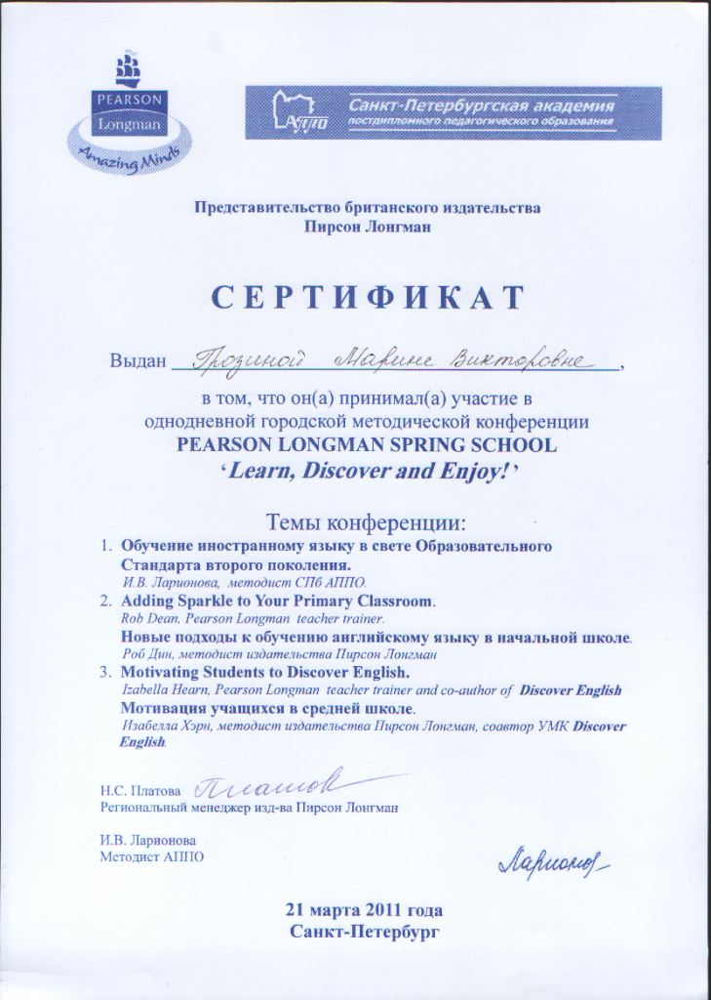 PEARSON
Longman
Amazing Minds
АППО
Санкт-Петербургская академия
постдипломного педагогического образования
Представительство британского издательства
Пирсон Лонгман
СЕРТИФИКАТ
Выдан Грозиной Марине Викторовне,
в том, что он(а) принимал(а) участие в
однодневной городской методической конференции
PEARSON LONGMAN SPRING SCHOOL
‘Learn, Discover and Enjoy!’
Темы конференции:
1. Обучение иностранному языку в свете Образовательного
Стандарта второго поколения.
И.В. Ларионова, методист СПб АППО.
2. Adding Sparkle to Your Primary Classroom.
Rob Dean, Pearson Longman teacher trainer.
Новые подходы к обучению английскому языку в начальной школе.
Роб Дин, методист издательства Пирсон Лонгман
3. Motivating Students to Discover English.
Izabella Hearn, Pearson Longman teacher trainer and co-author of Discover English
Мотивация учащихся в средней школе.
Изабелла Хэрн, методист издательства Пирсон Лонгман, соавтор УМК Discover
English.
Н.С. Платова
Региональный менеджер изд-ва Пирсон Лонгман
И.В. Ларионова
Методист АППО
21 марта 2011 года
Санкт-Петербург